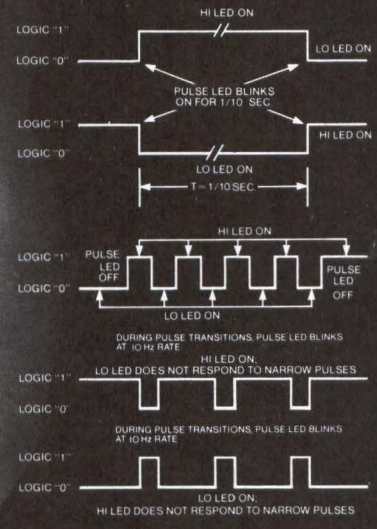 HI LED ON
LOGIC "1"
LO LED ON
LOGIC "0"
PULSE LED BLINKS
ON FOR 1/10 SEC
LOGIC "1"
HI LED ON
LOGIC "0"
LO LED ON
T = 1/10 SEC.
HI LED ON
LOGIC "1"
PULSE
LED
OFF
PULSE
LED
OFF
LOGIC "0"
LO LED ON
DURING PULSE TRANSITIONS, PULSE LED BLINKS
AT 10 Hz RATE
HI LED ON;
LO LED DOES NOT RESPOND TO NARROW PULSES
LOGIC "1"
LOGIC "0"
DURING PULSE TRANSITIONS, PULSE LED BLINKS
AT 10 Hz RATE
LOGIC "1"
LOGIC "0"
LO LED ON;
HI LED DOES NOT RESPOND TO NARROW PULSES